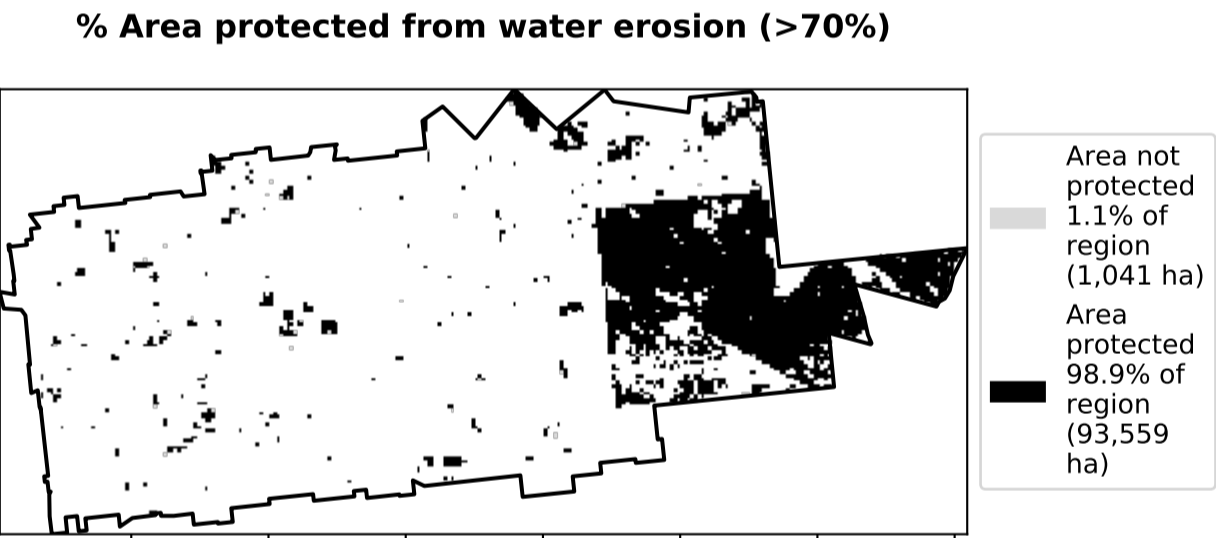 % Area protected from water erosion (>70%)
Area not
protected
1.1% of
region
(1,041 ha)
Area
protected
98.9% of
region
(93,559
ha)